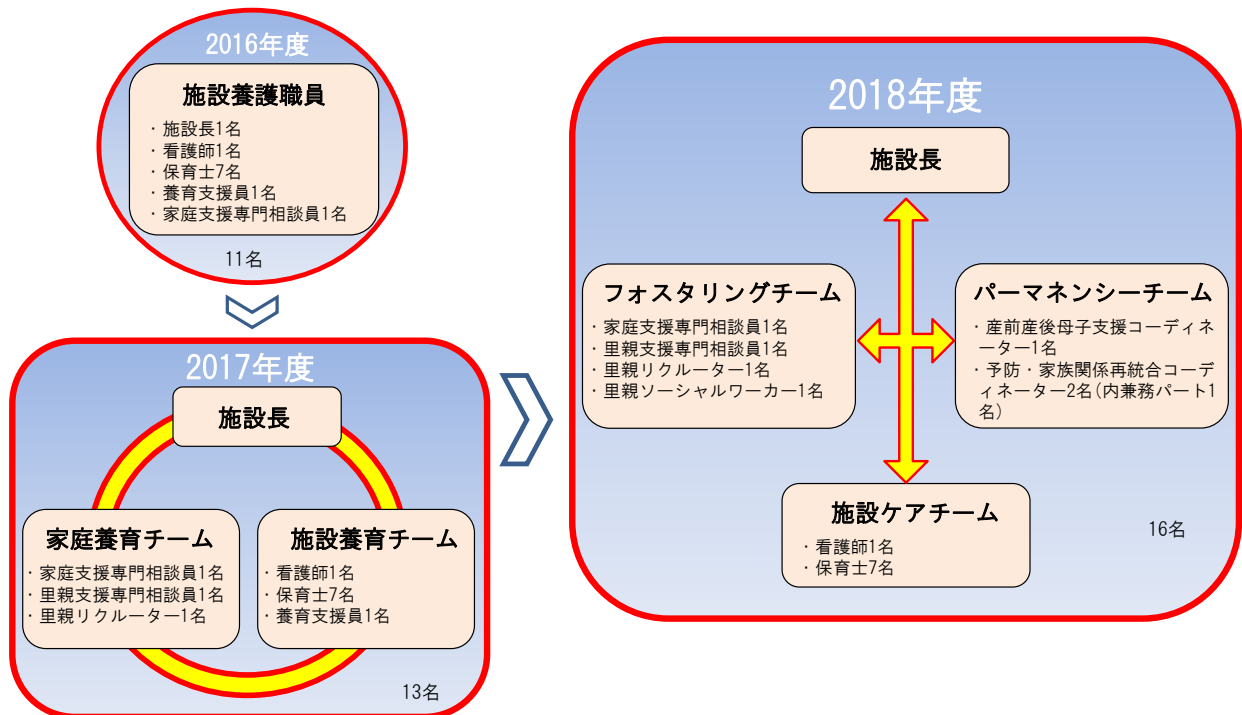 2016年度
施設養護職員
・施設長1名
・看護師1名
・保育士7名
・養育支援員1名
・家庭支援専門相談員1名
11名
2017年度
施設長
家庭養育チーム
・家庭支援専門相談員1名
・里親支援専門相談員1名
・里親リクルーター1名
施設養育チーム
・看護師1名
・保育士7名
・養育支援員1名
13名
2018年度
施設長
フォスタリングチーム
・家庭支援専門相談員1名
・里親支援専門相談員1名
・里親リクルーター1名
・里親ソーシャルワーカー1名
パーマネンシーチーム
・産前産後母子支援コーディネ
ーター1名
・予防・家族関係再統合コーデ
ィネーター2名(内兼務パート1
名)
施設ケアチーム
・看護師1名
・保育士7名
16名